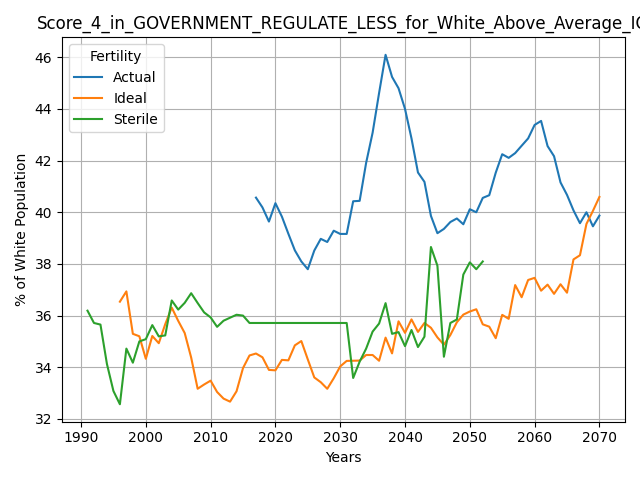 Score_4_in_GOVERNMENT_REGULATE_LESS_for_White_Above_Average_IQ
Fertility
Actual
Ideal
Sterile
% of White Population
46
44
42
40
38
36
34
32
1990 2000 2010 2020 2030 2040 2050 2060 2070
Years